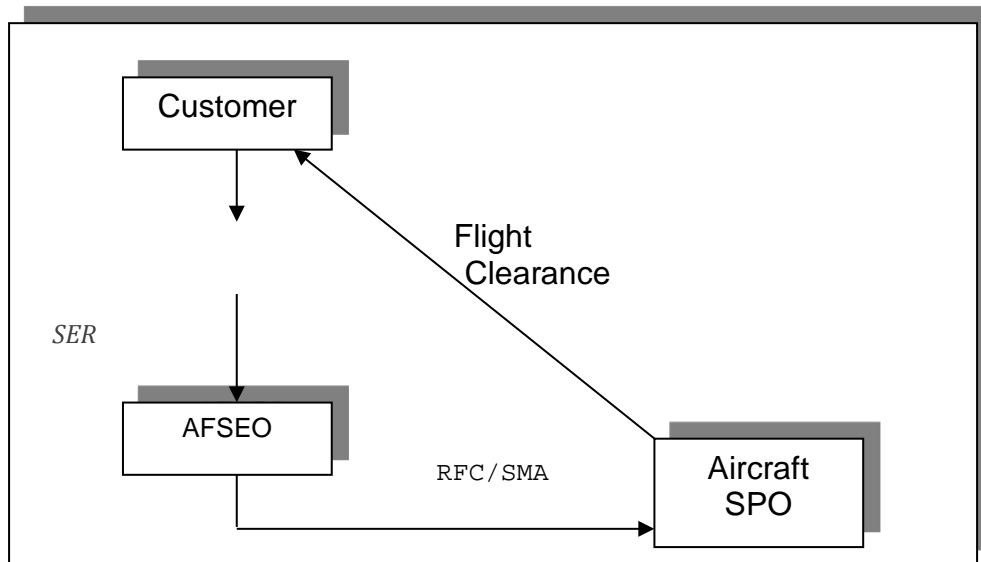 Customer
Flight
Clearance
SER
AFSEO
RFC/SMA
Aircraft
SPO